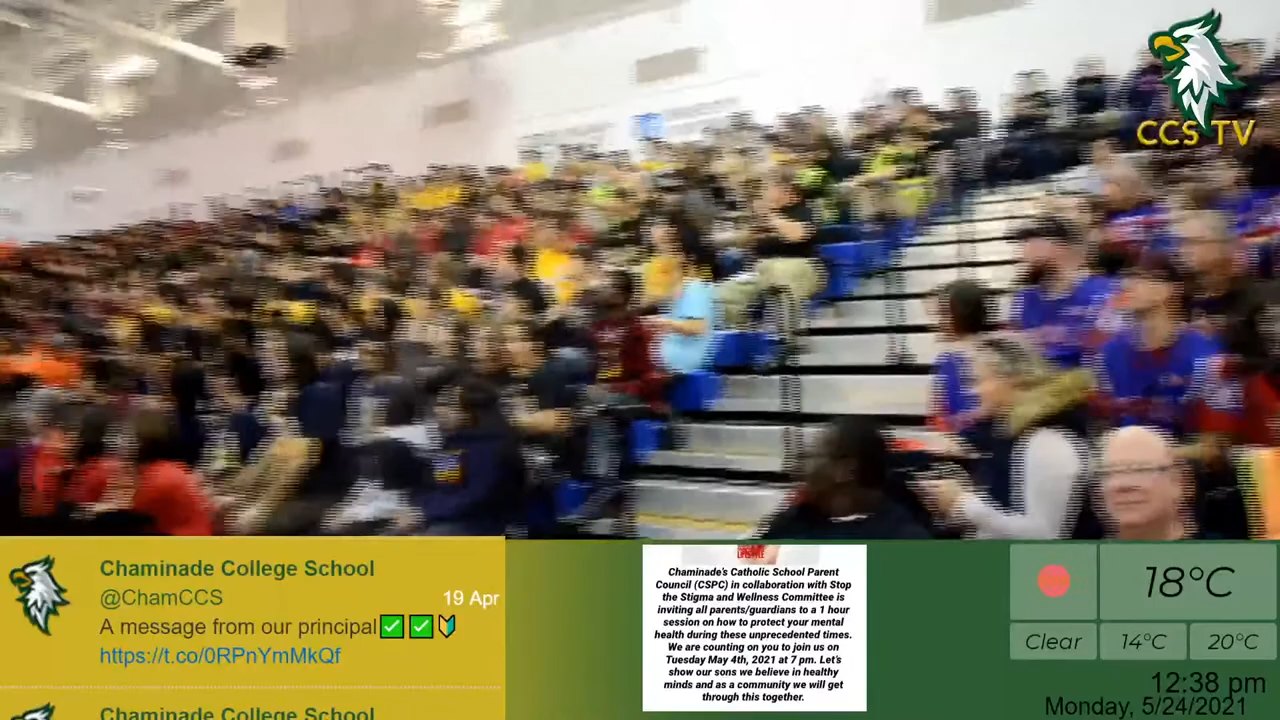 CCS TV
Chaminade College School
@ChamCCS
19 Apr
A message from our principal✅✅🔰
https://t.co/0RPnYmMkQf
Chaminade College School
LIFESTYLE
Chaminade's Catholic School Parent
Council (CSPC) in collaboration with Stop
the Stigma and Wellness Committee is
inviting all parents/guardians to a 1 hour
session on how to protect your mental
health during these unprecedented times.
We are counting on you to join us on
Tuesday May 4th, 2021 at 7 pm. Let's
show our sons we believe in healthy
minds and as a community we will get
through this together.
18°C
Clear
14°C
20°C
12:38 pm
Monday, 5/24/2021